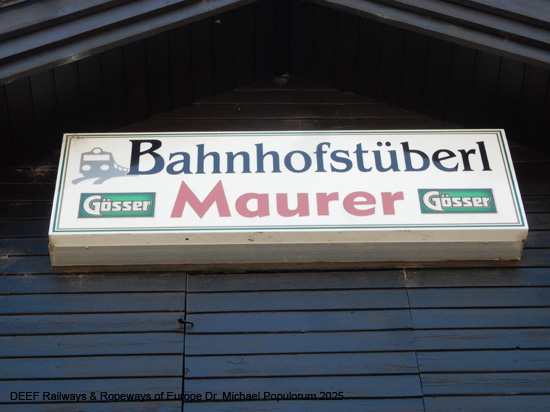 Bahnhofstüberl
Gösser Maurer Gösser
DEEF Railways & Ropeways of Europe Dr. Michael Populorum 2025